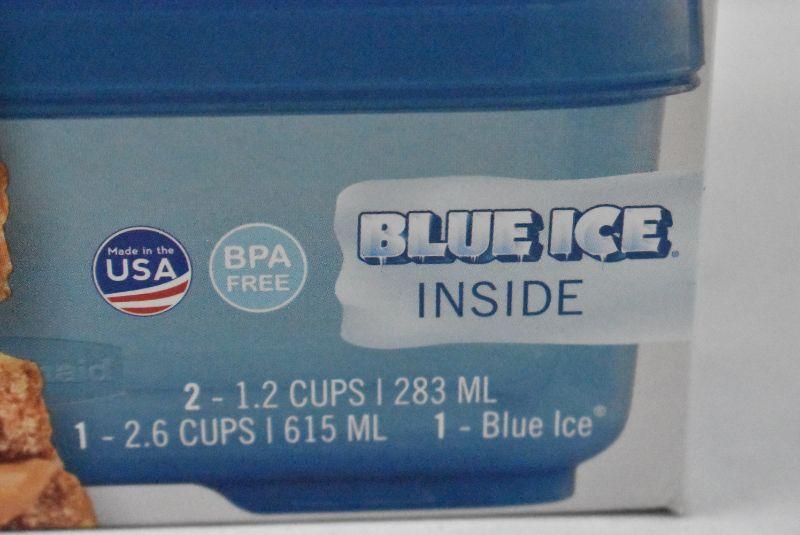 Made in the
USA
BPA
FREE
BLUE ICE
INSIDE
aid
2 - 1.2 CUPS | 283 ML
1 - 2.6 CUPS | 615 ML 1 - Blue Ice®